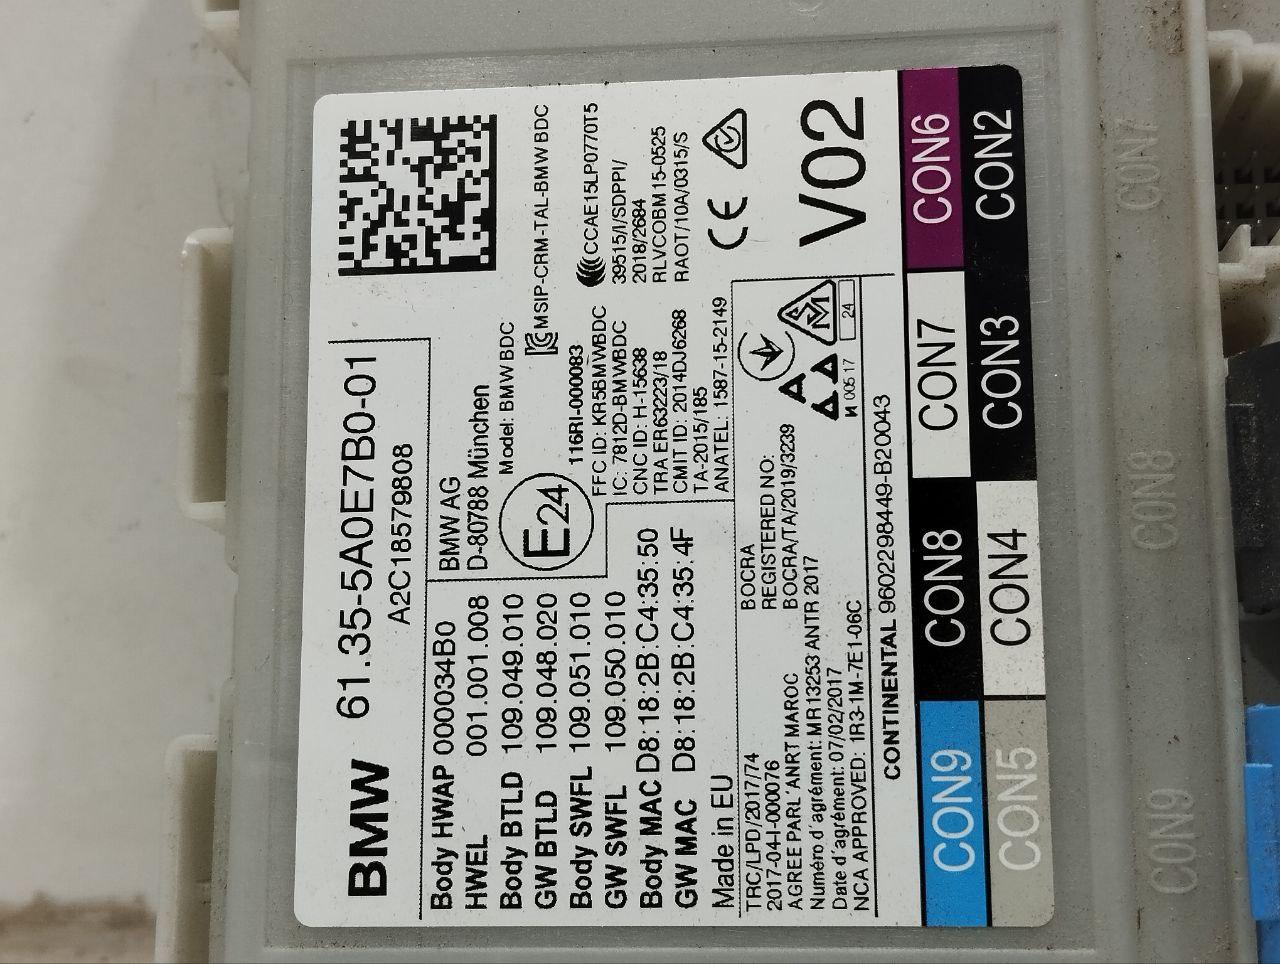 BMW 61.35-5A0E7B0-01
A2C18579808
Body HWAP 000034B0
HWEL 001.001.008
Body BTLD 109.049.010
GW BTLD 109.048.020
Body SWFL 109.051.010
GW SWFL 109.050.010
Body MAC D8:18:2B:C4:35:50
GW MAC D8:18:2B:C4:35:4F
Made in EU
BMW AG
D-80788 München
Model: BMW BDC
E24
MSIP-CRM-TAL-BMW BDC
116RI-000083
CCAE15LP0770T5
FFC ID: KR5BMWBDC
IC: 7812D-BMWBDC
CNC ID: H-15638
TRA ER63223/18
CMIT ID: 2014DJ6268
TA-2015/185
ANATEL: 1587-15-2149
39515/I/SDPPI/
2018/2684
RLVCOBM15-0525
RAOT/10A/0315/S
CE
V02
TRC/LPD/2017/74
2017-04-I-000076
AGREE PARL´ANRT MAROC
Numéro d´agrément: MR13253 ANTR 2017
Date d´agrément: 07/02/2017
NCA APPROVED: 1R3-1M-7E1-06C
BOCRA
REGISTERED NO:
BOCRA/TA/2019/3239
005 17
24
CONTINENTAL 9602298449-B20043
CON9 CON8 CON7 CON6
CON5 CON4 CON3 CON2
CON9 CON8 CON7